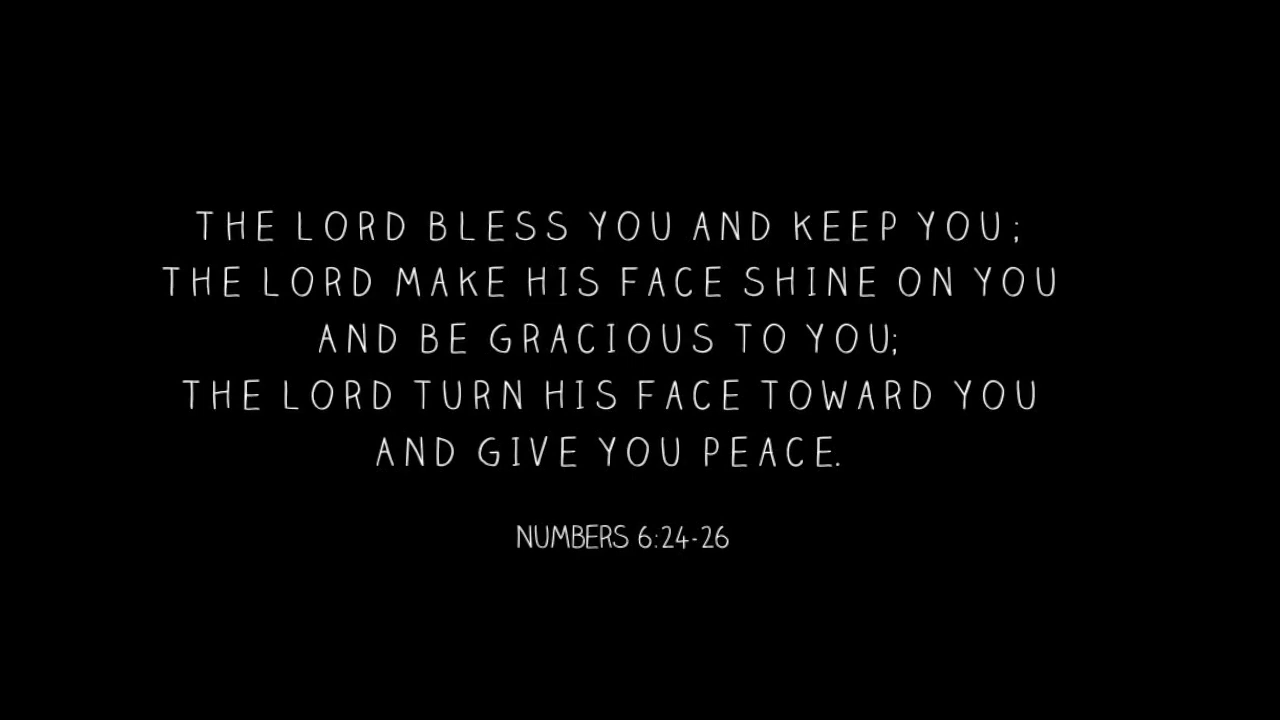 THE LORD BLESS YOU AND KEEP YOU;
THE LORD MAKE HIS FACE SHINE ON YOU
AND BE GRACIOUS TO YOU;
THE LORD TURN HIS FACE TOWARD YOU
AND GIVE YOU PEACE.
NUMBERS 6:24-26